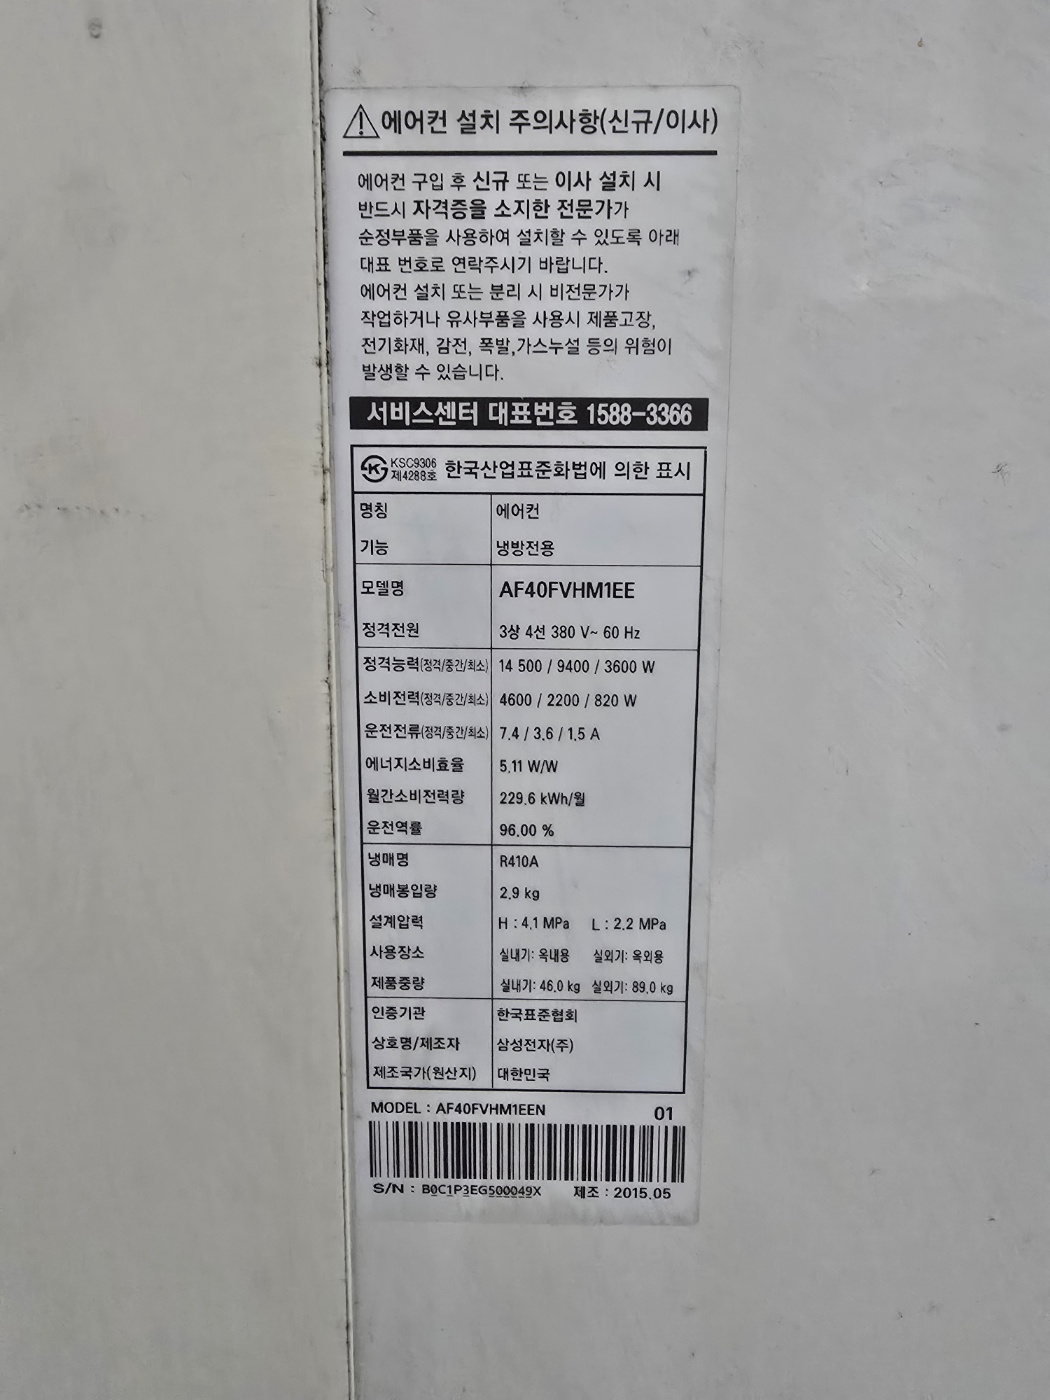 ⚠에어컨 설치 주의사항(신규/이사)
에어컨 구입 후 신규 또는 이사 설치 시
반드시 자격증을 소지한 전문가가
순정부품을 사용하여 설치할 수 있도록 아래
대표 번호로 연락주시기 바랍니다.
에어컨 설치 또는 분리 시 비전문가가
작업하거나 유사부품을 사용시 제품고장,
전기화재, 감전, 폭발,가스누설 등의 위험이
발생할 수 있습니다.
서비스센터 대표번호 1588-3366
KSC9306
제4288호 한국산업표준화법에 의한 표시
명칭 에어컨
기능 냉방전용
모델명 AF40FVHM1EE
정격전원 3상 4선 380 V~ 60 Hz
정격능력(정격/중간/최소) 14 500 / 9400 / 3600 W
소비전력(정격/중간/최소) 4600 / 2200 / 820 W
운전전류(정격/중간/최소) 7.4 / 3.6 / 1.5 A
에너지소비효율 5.11 W/W
월간소비전력량 229.6 kWh/월
운전역률 96.00 %
냉매명 R410A
냉매봉입량 2.9 kg
설계압력 H : 4.1 MPa L : 2.2 MPa
사용장소 실내기: 옥내용 실외기: 옥외용
제품중량 실내기: 46.0 kg 실외기: 89.0 kg
인증기관 한국표준협회
상호명/제조자 삼성전자(주)
제조국가(원산지) 대한민국
MODEL : AF40FVHM1EEN 01
S/N : B0C1P3EG500049X 제조 : 2015.05